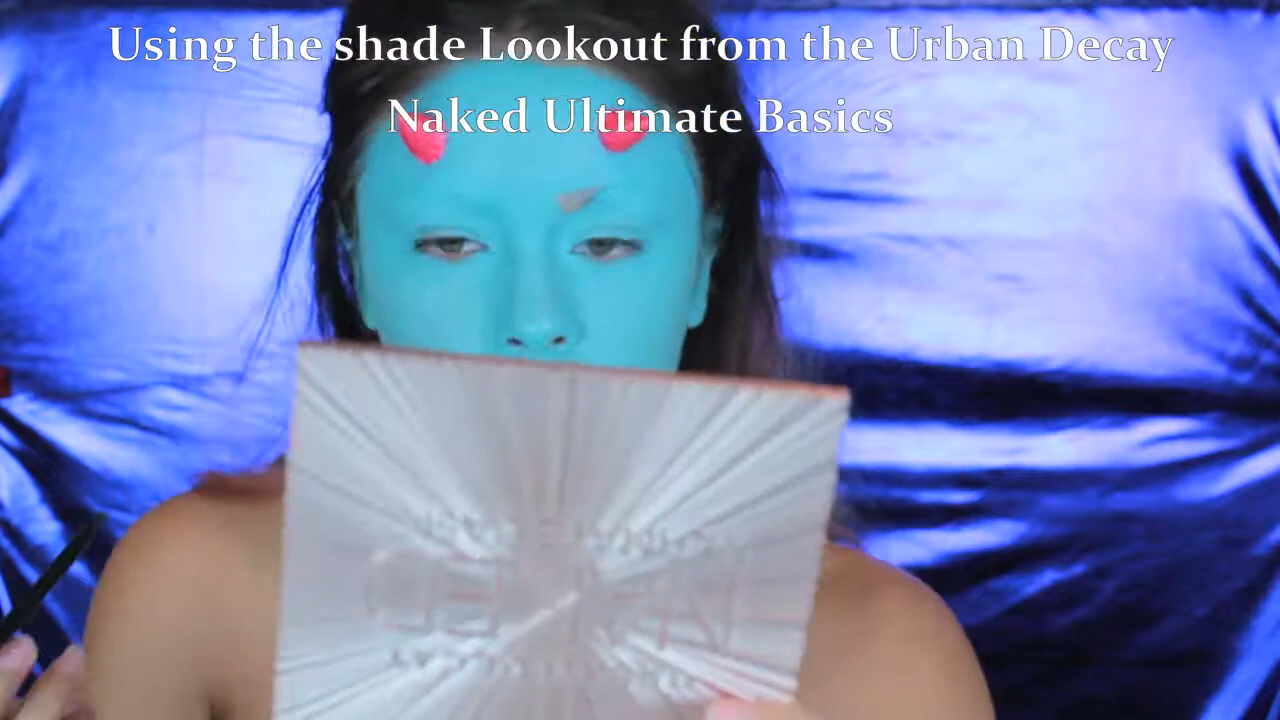 Using the shade Lookout from the Urban Decay
Naked Ultimate Basics